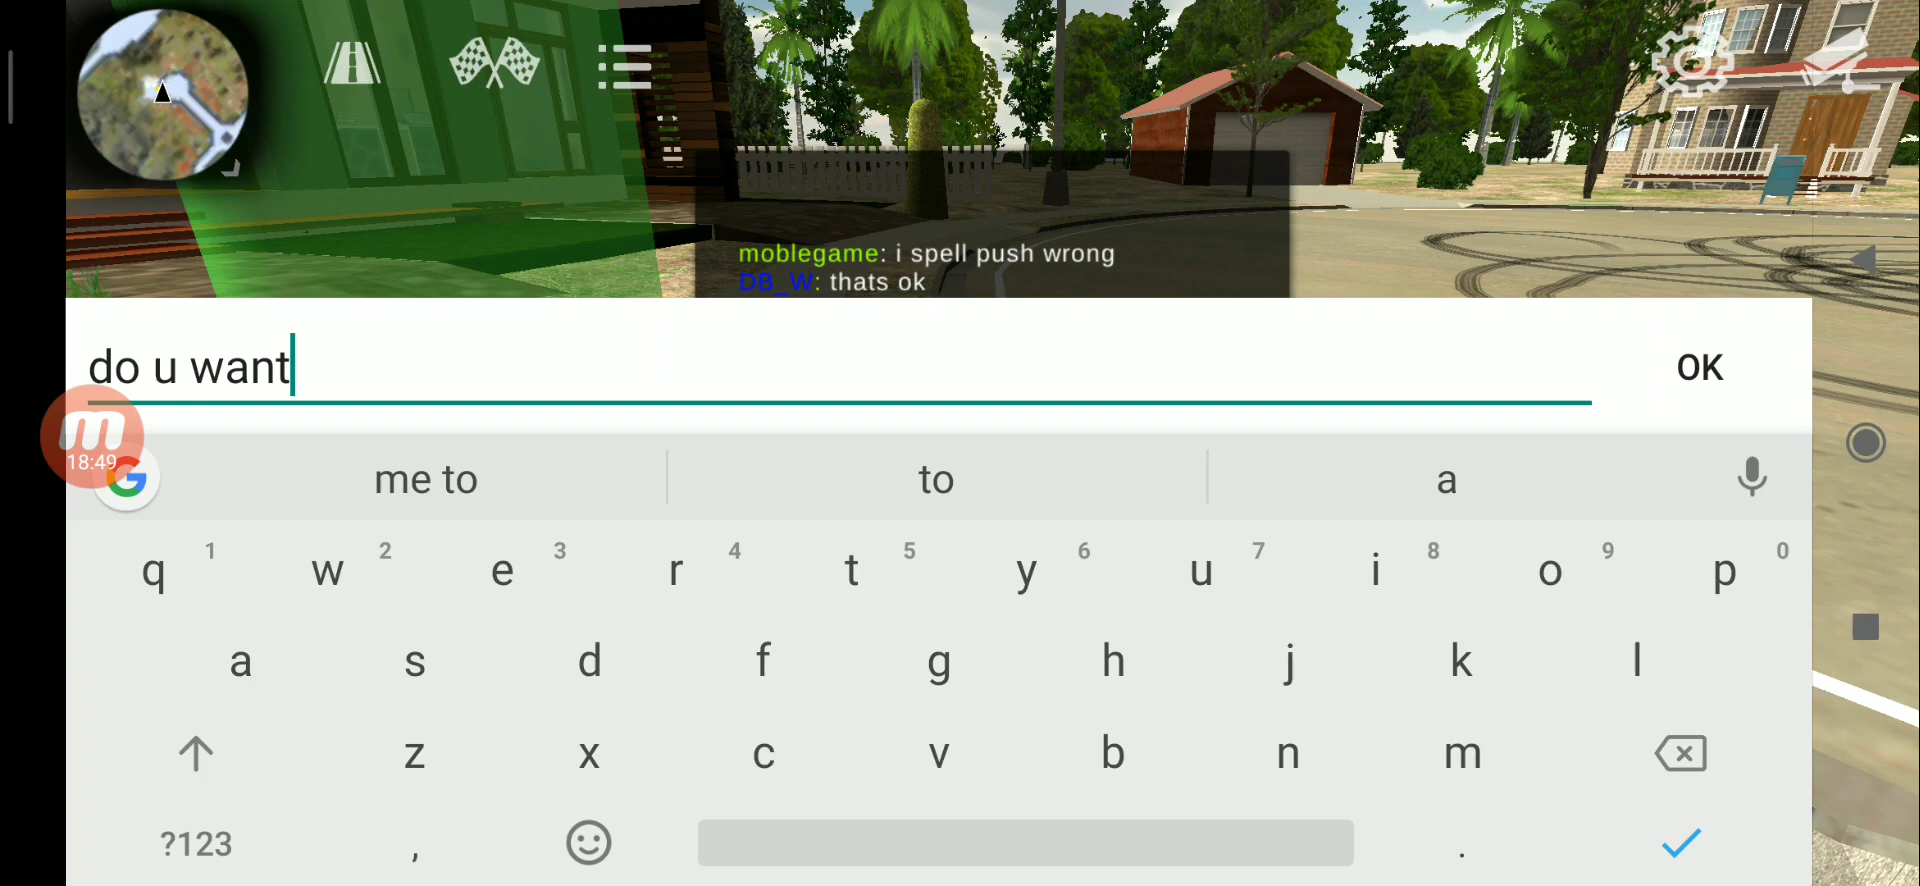 moblegame: i spell push wrong
DB_W: thats ok
do u want
OK
18:49
me to
to
a
q 1 w 2 e 3 r 4 t 5 y 6 u 7 i 8 o 9 p 0
a s d f g h j k l
z x c v b n m
?123 , .